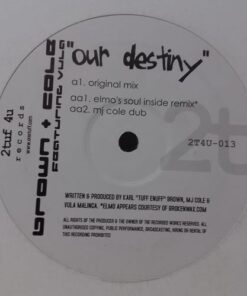 "our destiny"
a1. original mix
aa1. elmo's soul inside remix*
aa2. mj cole dub
2tuf 4u
records
brown + cole
featuring vula
2t
2T4U-013
WRITTEN & PRODUCED BY KARL "TUFF ENUFF" BROWN, MJ COLE &
VULA MALINGA. *ELMO APPEARS COURTESY OF BROKENWAX.COM
ALL RIGHTS OF THE PRODUCER & THE OWNER OF THE RECORDED WORKS RESERVED. ALL
UNAUTHORISED COPYING, PUBLIC PERFORMANCE, BROADCASTING, HIRING OR RENTAL OF
THIS RECORDING PROHIBITED